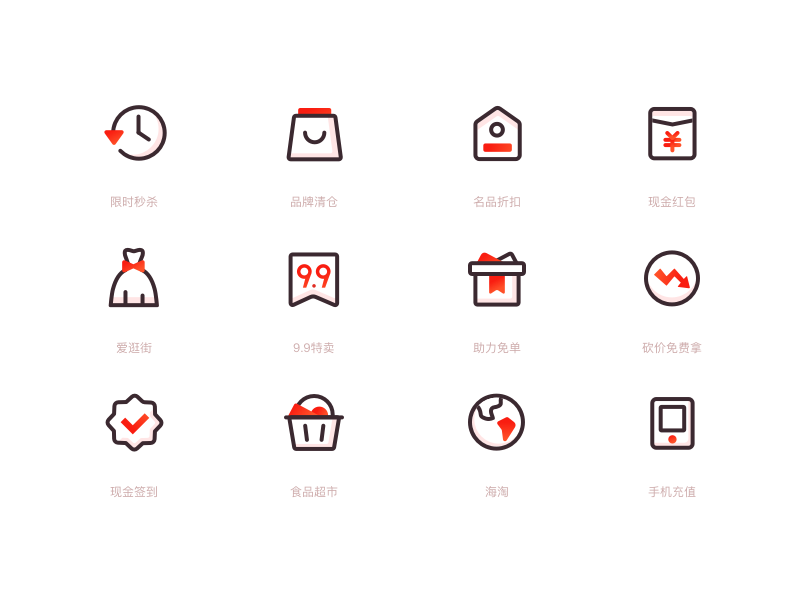 限时秒杀 品牌清仓 名品折扣 现金红包
¥
9.9
爱逛街 9.9特卖 助力免单 砍价免费拿
现金签到 食品超市 海淘 手机充值